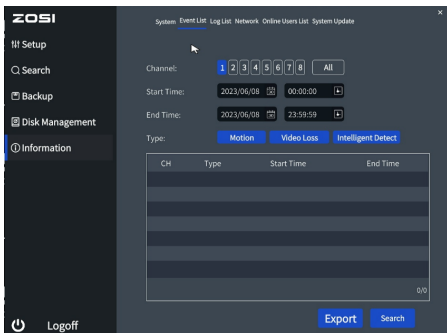 ZOSI
System Event List Log List Network Online Users List System Update
Setup
Search
Backup
Disk Management
Information
Channel: 1 2 3 4 5 6 7 8 All
Start Time: 2023/06/08 00:00:00
End Time: 2023/06/08 23:59:59
Type: Motion Video Loss Intelligent Detect
CH Type Start Time End Time
0/0
Export Search
Logoff